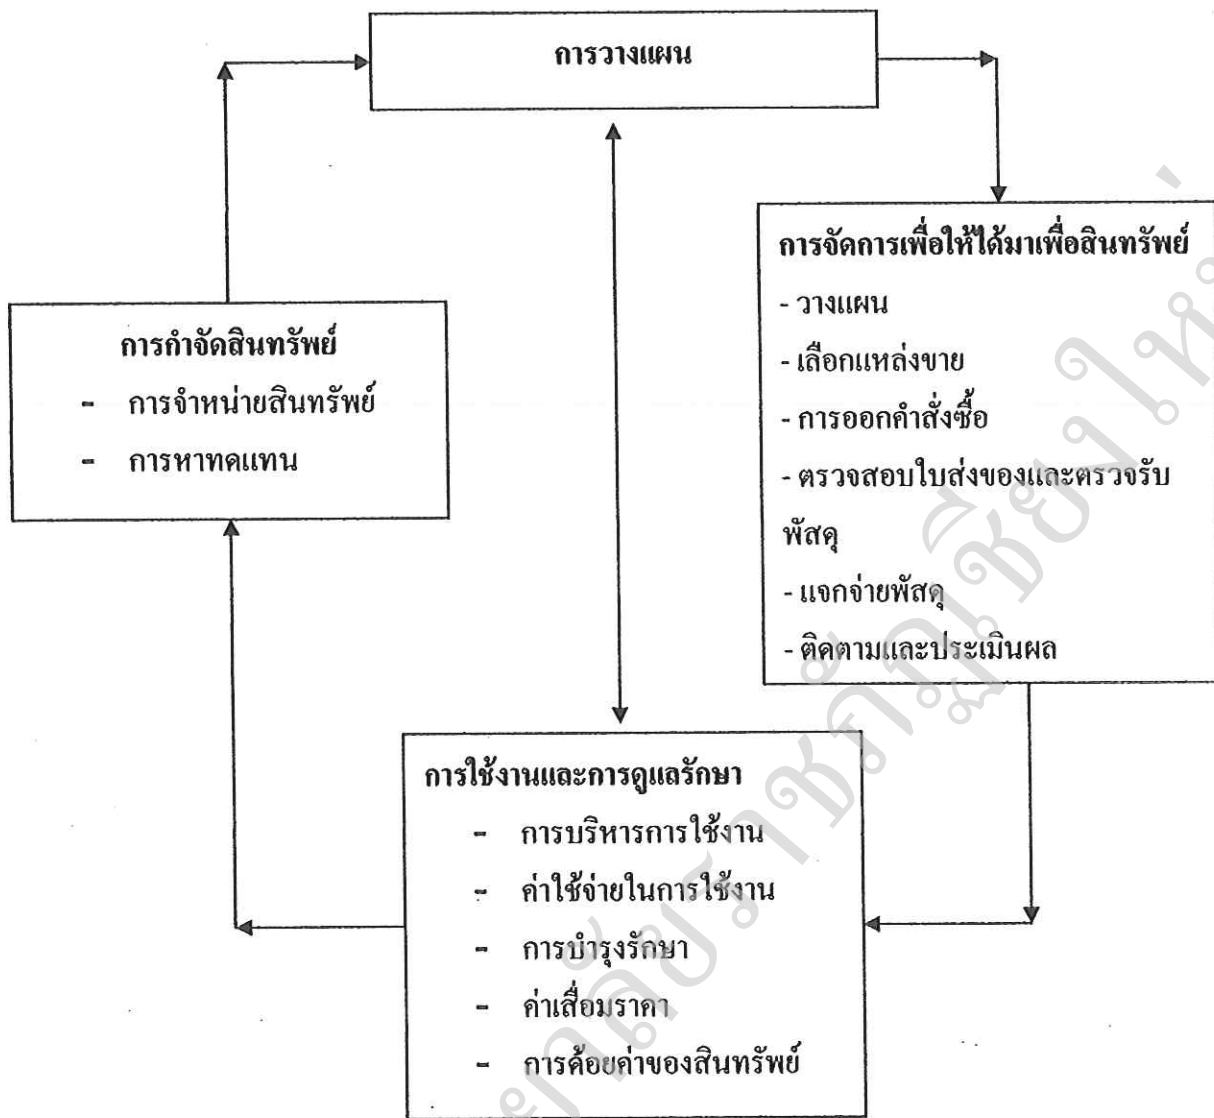 การวางแผน
การจัดการเพื่อให้ได้มาเพื่อสินทรัพย์
- วางแผน
- เลือกแหล่งขาย
- การออกคำสั่งซื้อ
- ตรวจสอบใบส่งของและตรวจรับ
พัสดุ
- แจกจ่ายพัสดุ
- ติดตามและประเมินผล
การกำจัดสินทรัพย์
- การจำหน่ายสินทรัพย์
- การหาทดแทน
การใช้งานและการดูแลรักษา
- การบริหารการใช้งาน
- ค่าใช้จ่ายในการใช้งาน
- การบำรุงรักษา
- ค่าเสื่อมราคา
- การด้อยค่าของสินทรัพย์